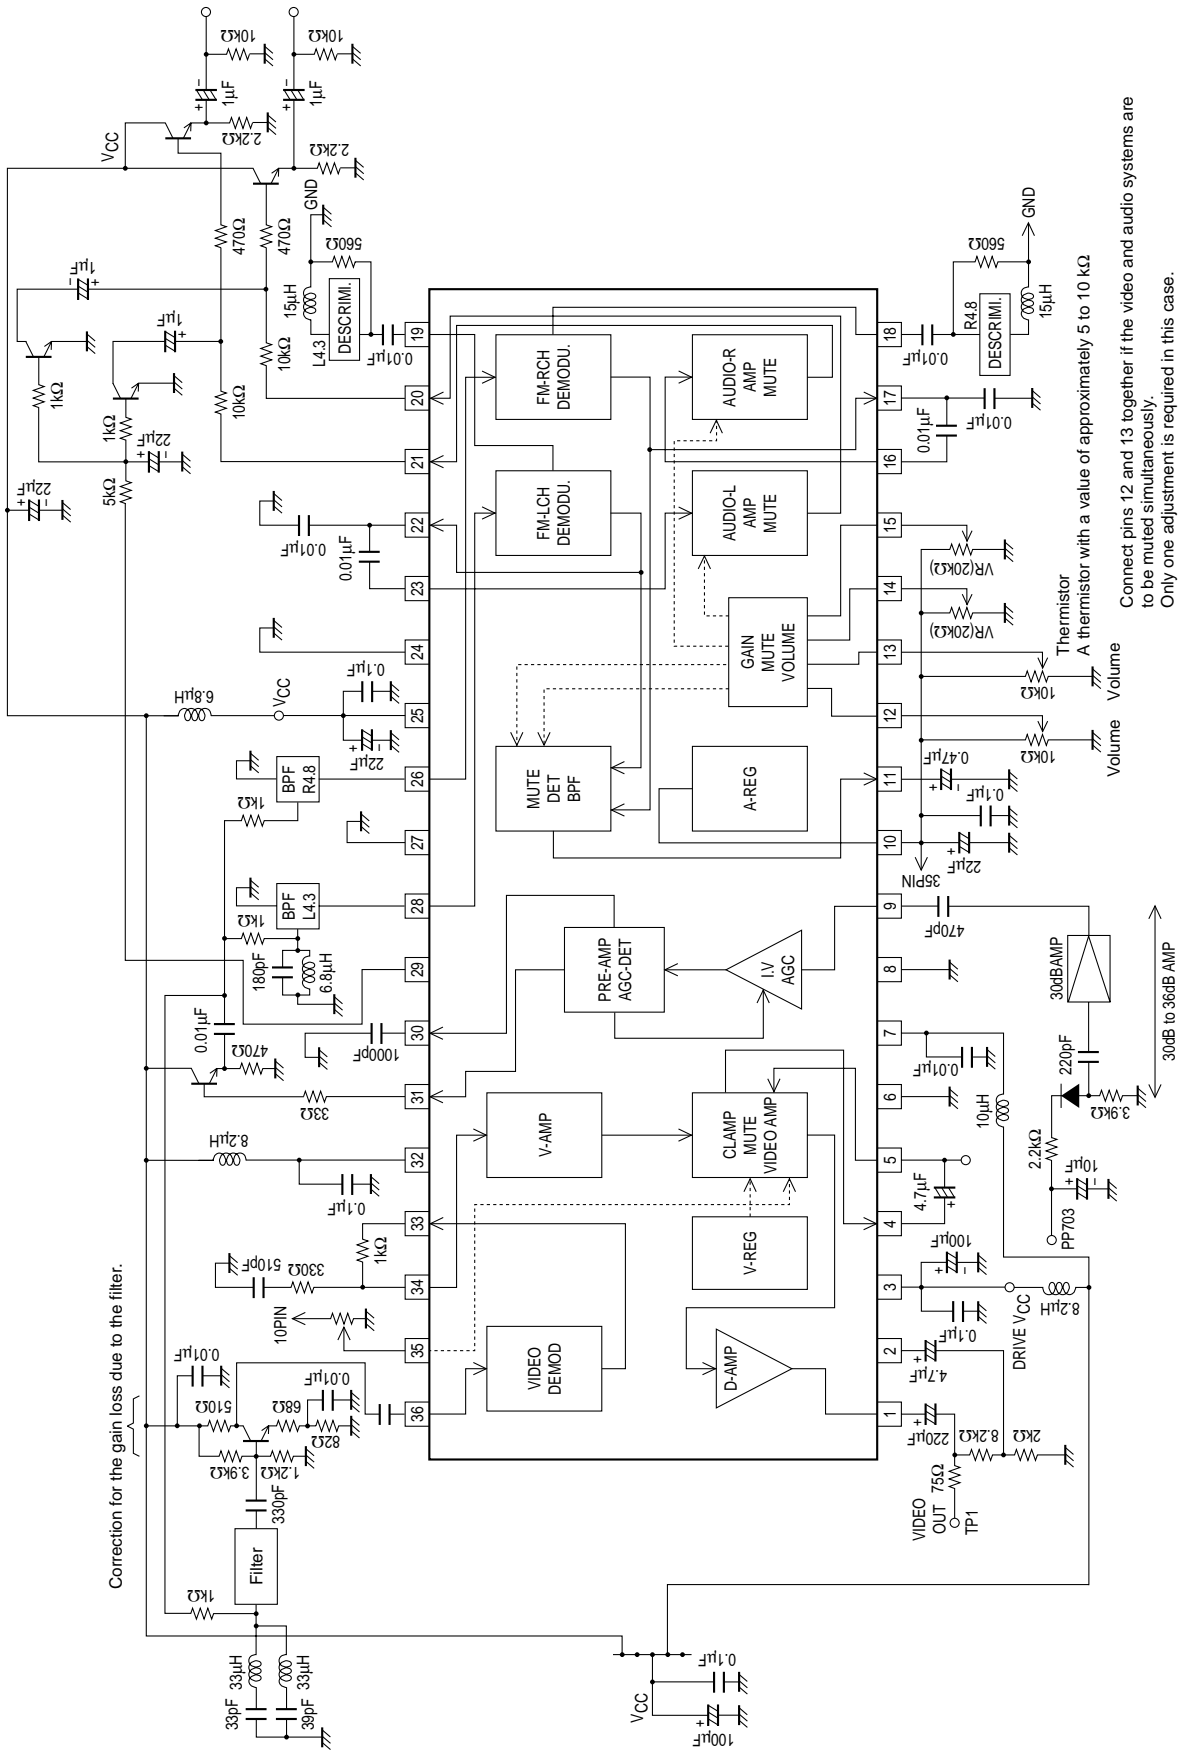 Correction for the gain loss due to the filter.
10kΩ
10kΩ
1µF
1µF
VCC
2.2kΩ
2.2kΩ
GND
470Ω
470Ω
1µF
1µF
1kΩ
1kΩ
22µF
22µF
5kΩ
10kΩ
10kΩ
15µH
560Ω
L4.3
DESCRIMI.
0.01µF
0.01µF
0.01µF
6.8µH
VCC
0.1µF
22µF
BPF
R4.8
1kΩ
BPF
L4.3
1kΩ
180pF
6.8µH
0.01µF
470Ω
1000pF
33Ω
8.2µH
0.1µF
1kΩ
510pF
330Ω
10PIN
0.01µF
510Ω
68Ω
0.01µF
82Ω
3.9kΩ
1.2kΩ
330pF
Filter
1kΩ
33µH
33µH
33pF
39pF
36
35
34
33
32
31
30
29
28
27
26
25
24
23
22
21
20
19
VIDEO
DEMOD
V-AMP
PRE-AMP
AGC-DET
MUTE
DET
BPF
FM-LCH
DEMODU.
FM-RCH
DEMODU.
D-AMP
V-REG
CLAMP
MUTE
VIDEO AMP
I.V
AGC
A-REG
GAIN
MUTE
VOLUME
AUDIO-L
AMP
MUTE
AUDIO-R
AMP
MUTE
1
2
3
4
5
6
7
8
9
10
11
12
13
14
15
16
17
18
220µF
4.7µF
8.2kΩ
2kΩ
75Ω
VIDEO
OUT
TP1
0.1µF
100µF
DRIVE VCC
8.2µH
4.7µF
10µH
0.01µF
470pF
30dBAMP
220pF
3.9kΩ
2.2kΩ
10µF
PP703
30dB to 36dB AMP
35PIN
22µF
0.1µF
0.47µF
10kΩ
Volume
10kΩ
Volume
VR(20kΩ)
VR(20kΩ)
0.01µF
0.01µF
0.01µF
R4.8
DESCRIMI.
560Ω
15µH
GND
VCC
100µF
0.1µF
Thermistor
A thermistor with a value of approximately 5 to 10 kΩ
Connect pins 12 and 13 together if the video and audio systems are
to be muted simultaneously.
Only one adjustment is required in this case.